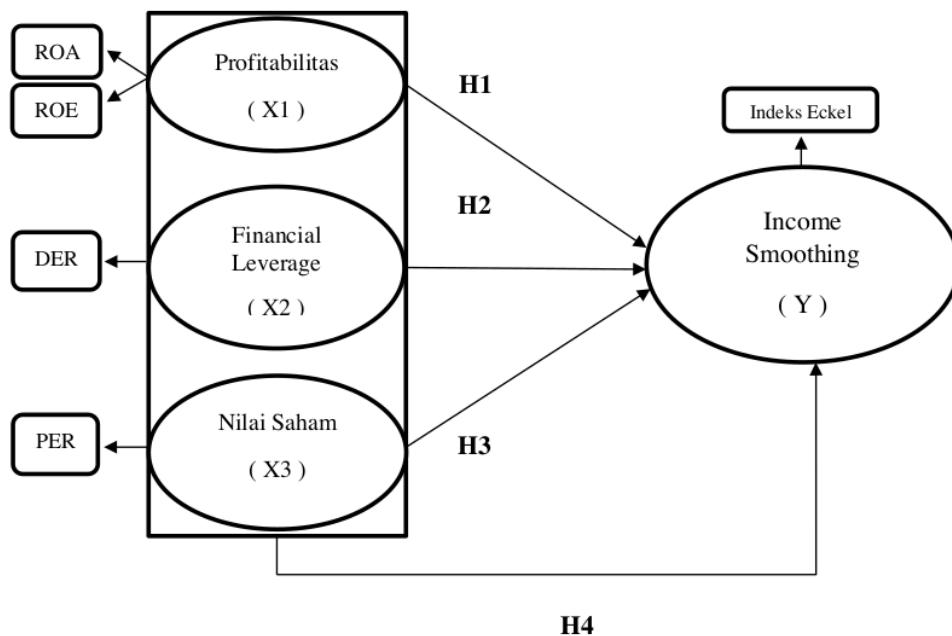 ROA
ROE
Profitabilitas
( X1 )
H1
Indeks Eckel
DER
Financial
Leverage
( X2 )
H2
Income
Smoothing
( Y )
PER
Nilai Saham
( X3 )
H3
H4